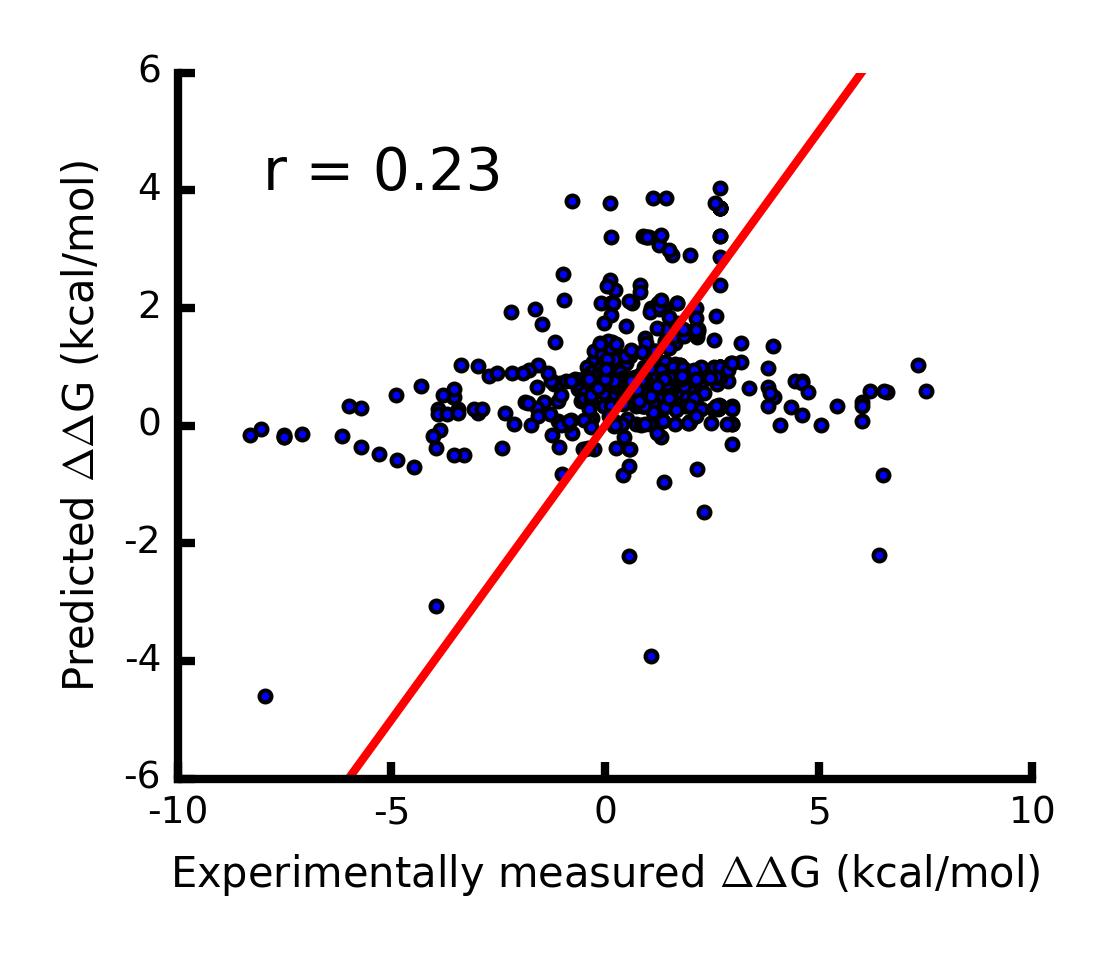 r = 0.23
Predicted ΔΔG (kcal/mol)
6
4
2
0
-2
-4
-6
-10 -5 0 5 10
Experimentally measured ΔΔG (kcal/mol)